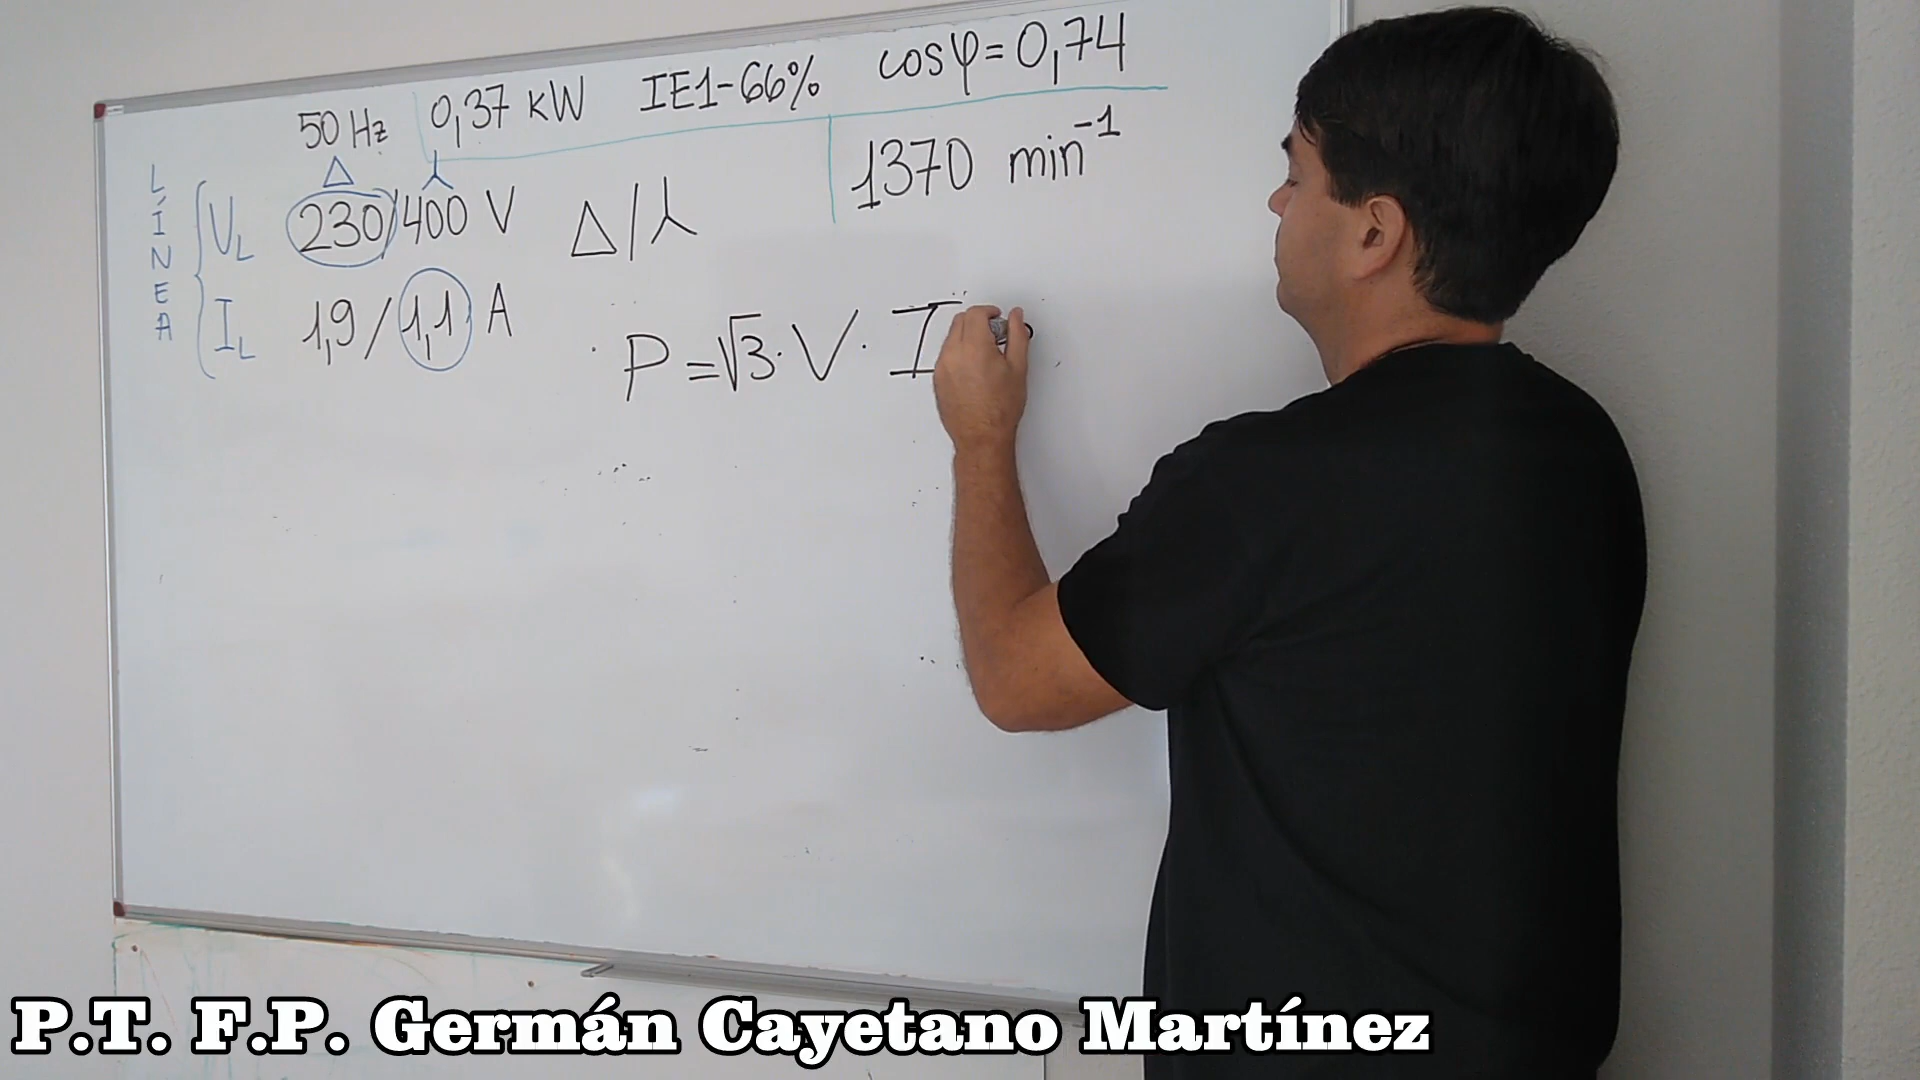 50 Hz 0,37 kW IE1-66% cosφ=0,74
Δ ⅄
1370 min⁻¹
LÍNEA
U_L 230/400 V Δ/⅄
I_L 1,9/1,1 A
P=√3·V·I
P.T. F.P. Germán Cayetano Martínez